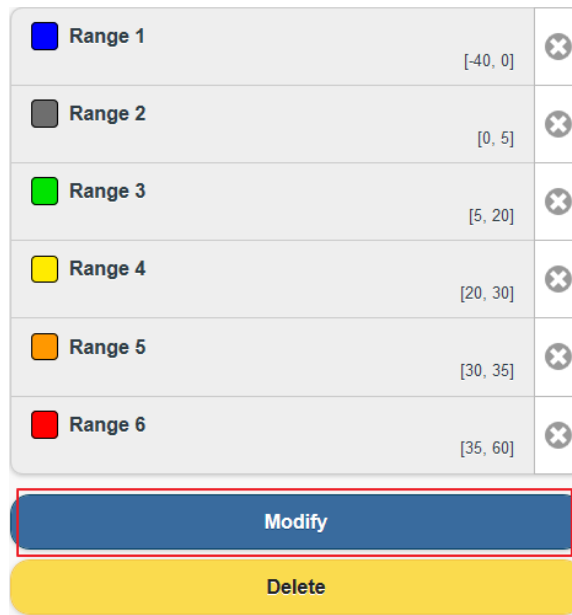 Range 1
[-40, 0]
Range 2
[0, 5]
Range 3
[5, 20]
Range 4
[20, 30]
Range 5
[30, 35]
Range 6
[35, 60]
Modify
Delete